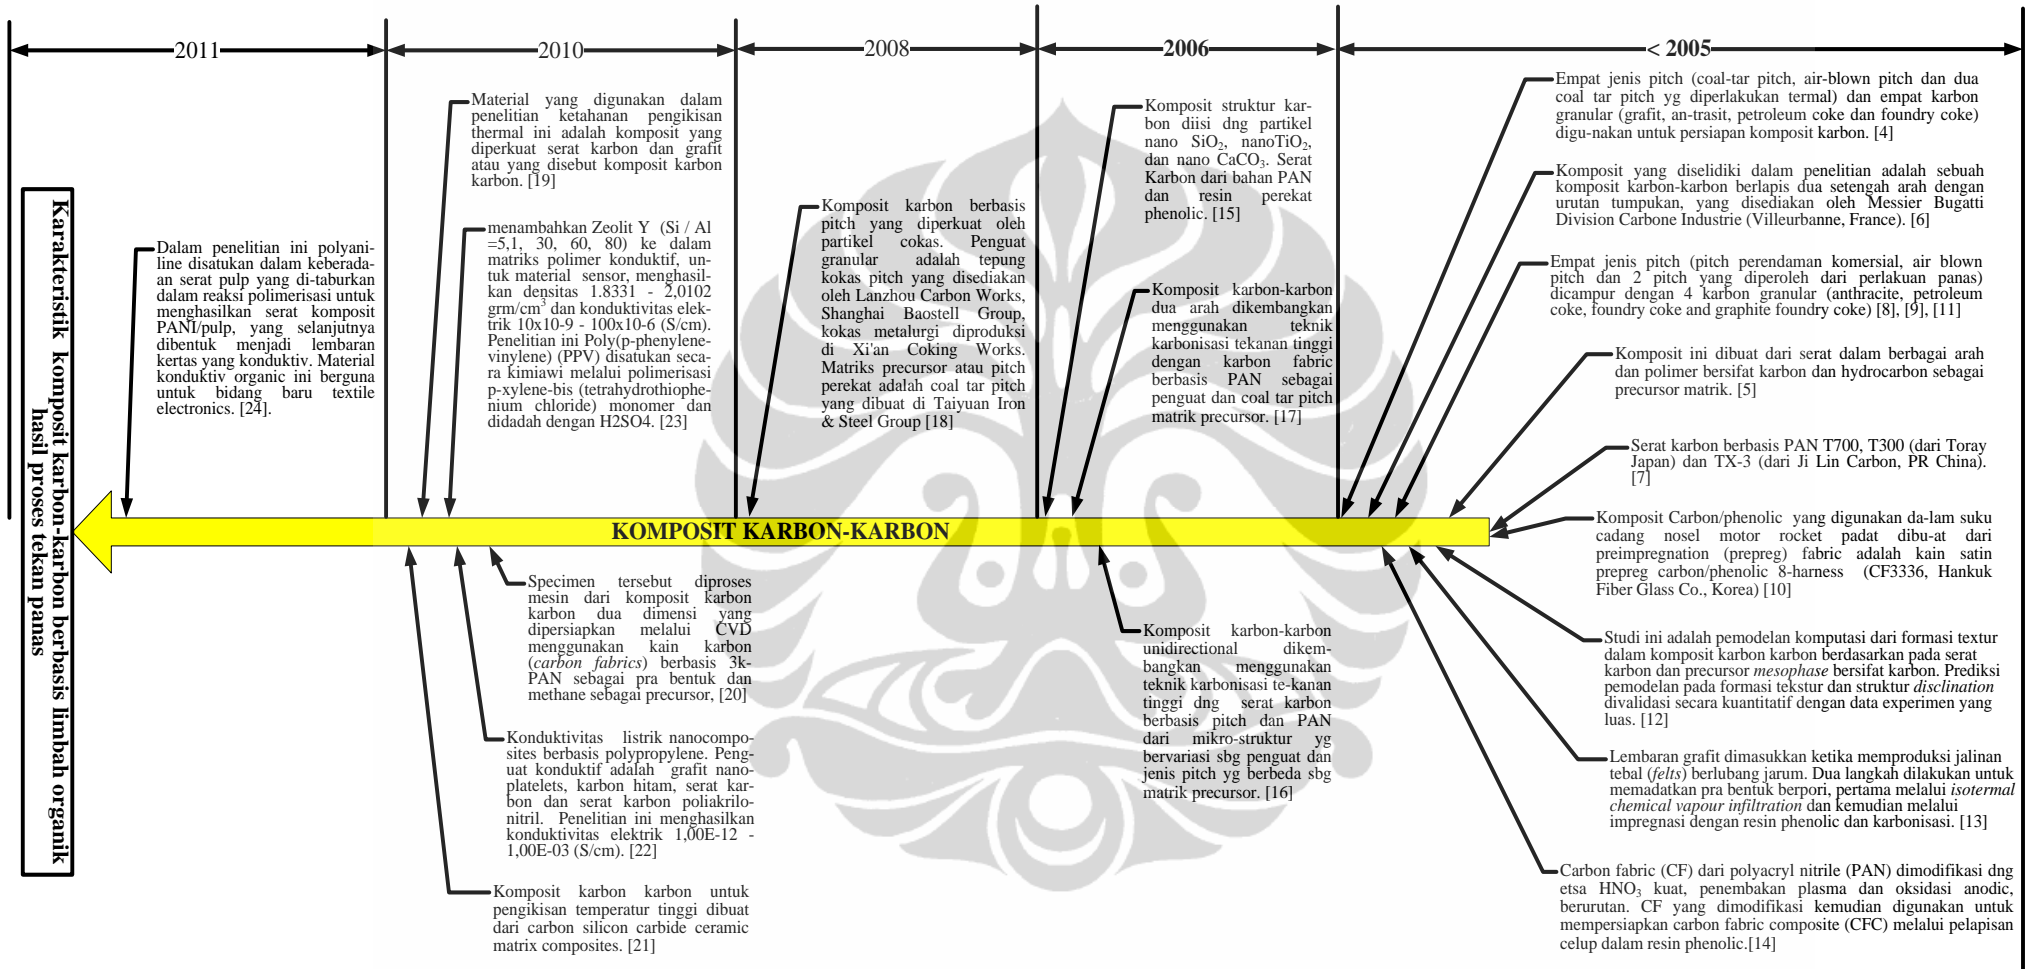 2011
2010
2008
2006
< 2005
Karakteristik komposit karbon-karbon berbasis limbah organik
hasil proses tekan panas
Dalam penelitian ini polyani-
line disatukan dalam keberada-
an serat pulp yang di-taburkan
dalam reaksi polimerisasi untuk
menghasilkan serat komposit
PANI/pulp, yang selanjutnya
dibentuk menjadi lembaran
kertas yang konduktiv. Material
konduktiv organic ini berguna
untuk bidang baru textile
electronics. [24].
Material yang digunakan dalam
penelitian ketahanan pengikisan
thermal ini adalah komposit yang
diperkuat serat karbon dan grafit
atau yang disebut komposit karbon
karbon. [19]
menambahkan Zeolit Y (Si / Al
=5,1, 30, 60, 80) ke dalam
matriks polimer konduktif, un-
tuk material sensor, menghasil-
kan densitas 1.8331 - 2,0102
grm/cm³ dan konduktivitas elek-
trik 10x10-9 - 100x10-6 (S/cm).
Penelitian ini Poly(p-phenylene-
vinylene) (PPV) disatukan seca-
ra kimiawi melalui polimerisasi
p-xylene-bis (tetrahydrothiophe-
nium chloride) monomer dan
didadah dengan H2SO4. [23]
Komposit karbon berbasis
pitch yang diperkuat oleh
partikel cokas. Penguat
granular adalah tepung
kokas pitch yang disediakan
oleh Lanzhou Carbon Works,
Shanghai Baostell Group,
kokas metalurgi diproduksi
di Xi'an Coking Works.
Matriks precursor atau pitch
perekat adalah coal tar pitch
yang dibuat di Taiyuan Iron
& Steel Group [18]
Komposit struktur kar-
bon diisi dng partikel
nano SiO₂, nanoTiO₂,
dan nano CaCO₃. Serat
Karbon dari bahan PAN
dan resin perekat
phenolic. [15]
Komposit karbon-karbon
dua arah dikembangkan
menggunakan teknik
karbonisasi tekanan tinggi
dengan karbon fabric
berbasis PAN sebagai
penguat dan coal tar pitch
matrik precursor. [17]
Empat jenis pitch (coal-tar pitch, air-blown pitch dan dua
coal tar pitch yg diperlakukan termal) dan empat karbon
granular (grafit, an-trasit, petroleum coke dan foundry coke)
digu-nakan untuk persiapan komposit karbon. [4]
Komposit yang diselidiki dalam penelitian adalah sebuah
komposit karbon-karbon berlapis dua setengah arah dengan
urutan tumpukan, yang disediakan oleh Messier Bugatti
Division Carbone Industrie (Villeurbanne, France). [6]
Empat jenis pitch (pitch perendaman komersial, air blown
pitch dan 2 pitch yang diperoleh dari perlakuan panas)
dicampur dengan 4 karbon granular (anthracite, petroleum
coke, foundry coke and graphite foundry coke) [8], [9], [11]
Komposit ini dibuat dari serat dalam berbagai arah
dan polimer bersifat karbon dan hydrocarbon sebagai
precursor matrik. [5]
Serat karbon berbasis PAN T700, T300 (dari Toray
Japan) dan TX-3 (dari Ji Lin Carbon, PR China).
[7]
KOMPOSIT KARBON-KARBON
Komposit Carbon/phenolic yang digunakan da-lam suku
cadang nosel motor rocket padat dibu-at dari
preimpregnation (prepreg) fabric adalah kain satin
prepreg carbon/phenolic 8-harness (CF3336, Hankuk
Fiber Glass Co., Korea) [10]
Specimen tersebut diproses
mesin dari komposit karbon
karbon dua dimensi yang
dipersiapkan melalui CVD
menggunakan kain karbon
(carbon fabrics) berbasis 3k-
PAN sebagai pra bentuk dan
methane sebagai precursor, [20]
Konduktivitas listrik nanocompo-
sites berbasis polypropylene. Peng-
uat konduktif adalah grafit nano-
platelets, karbon hitam, serat kar-
bon dan serat karbon poliakrilo-
nitril. Penelitian ini menghasilkan
konduktivitas elektrik 1,00E-12 -
1,00E-03 (S/cm). [22]
Komposit karbon karbon untuk
pengikisan temperatur tinggi dibuat
dari carbon silicon carbide ceramic
matrix composites. [21]
Komposit karbon-karbon
unidirectional dikem-
bangkan menggunakan
teknik karbonisasi te-kanan
tinggi dng serat karbon
berbasis pitch dan PAN
dari mikro-struktur yg
bervariasi sbg penguat dan
jenis pitch yg berbeda sbg
matrik precursor. [16]
Studi ini adalah pemodelan komputasi dari formasi textur
dalam komposit karbon karbon berdasarkan pada serat
karbon dan precursor mesophase bersifat karbon. Prediksi
pemodelan pada formasi tekstur dan struktur disclination
divalidasi secara kuantitatif dengan data experimen yang
luas. [12]
Lembaran grafit dimasukkan ketika memproduksi jalinan
tebal (felts) berlubang jarum. Dua langkah dilakukan untuk
memadatkan pra bentuk berpori, pertama melalui isotermal
chemical vapour infiltration dan kemudian melalui
impregnasi dengan resin phenolic dan karbonisasi. [13]
Carbon fabric (CF) dari polyacryl nitrile (PAN) dimodifikasi dng
etsa HNO₃ kuat, penembakan plasma dan oksidasi anodic,
berurutan. CF yang dimodifikasi kemudian digunakan untuk
mempersiapkan carbon fabric composite (CFC) melalui pelapisan
celup dalam resin phenolic.[14]